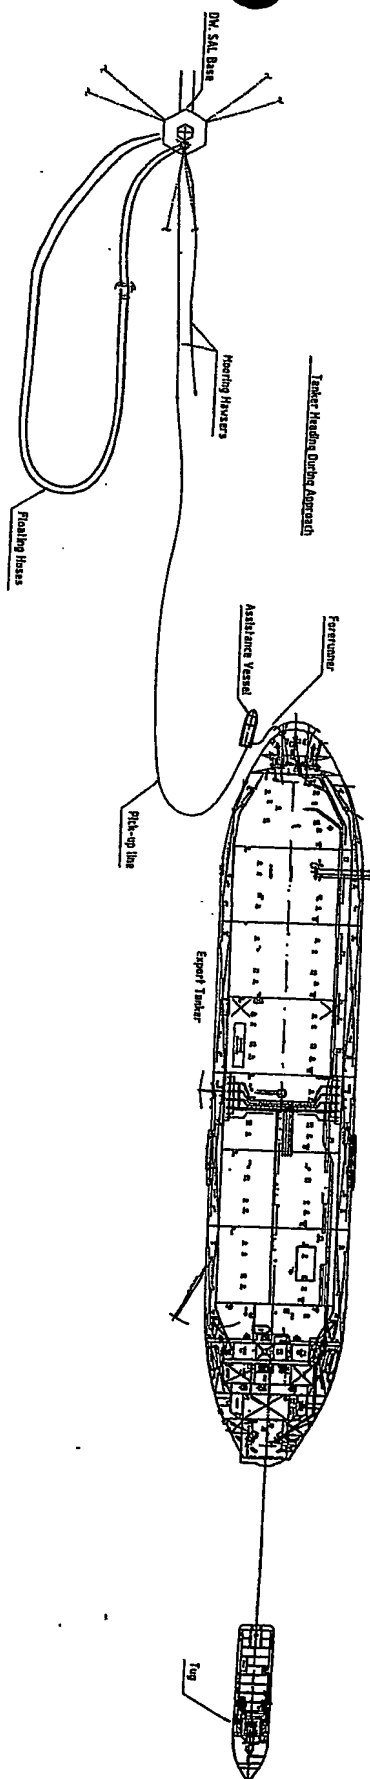 DW. SAL Base
Mooring Hawsers
Tanker Heading During Approach
Floating Hoses
Forerunner
Assistance Vessel
Pick-up line
Export Tanker
Tug